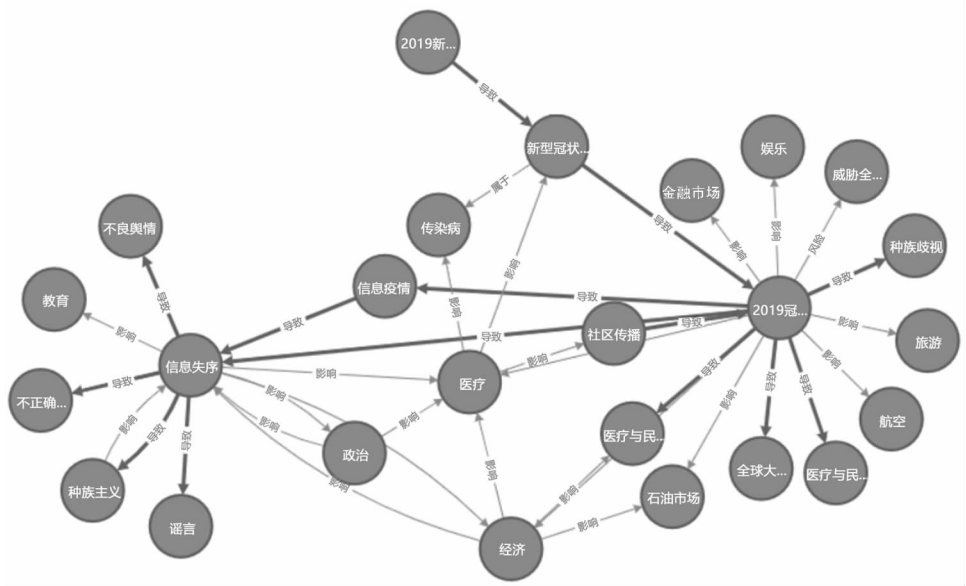 2019新...
导致
新型冠状...
娱乐
金融市场
威胁全...
属于
不良舆情
传染病
导致
影响
影响
风险
种族歧视
影响
教育
信息疫情
影响
导致
导致
导致
2019冠...
导致
影响
导致
社区传播
导致
影响
旅游
影响
导致
影响
信息失序
影响
医疗
导致
导致
导致
影响
导致
影响
不正确...
影响
影响
影响
航空
影响
导致
导致
医疗与民...
政治
影响
全球大...
医疗与民...
种族主义
影响
影响
石油市场
谣言
影响
经济